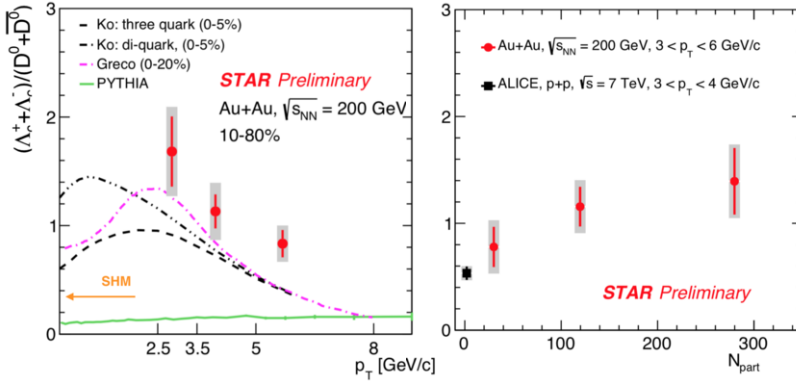 (Λc⁺+Λc⁻)/(D⁰+D̅⁰)
3
2
1
0
Ko: three quark (0-5%)
Ko: di-quark, (0-5%)
Greco (0-20%)
PYTHIA
STAR Preliminary
Au+Au, √sNN = 200 GeV
10-80%
SHM
2.5 3.5 5 8
pT [GeV/c]
3
2
1
0
Au+Au, √sNN = 200 GeV, 3 < pT < 6 GeV/c
ALICE, p+p, √s = 7 TeV, 3 < pT < 4 GeV/c
STAR Preliminary
0 100 200 300
Npart